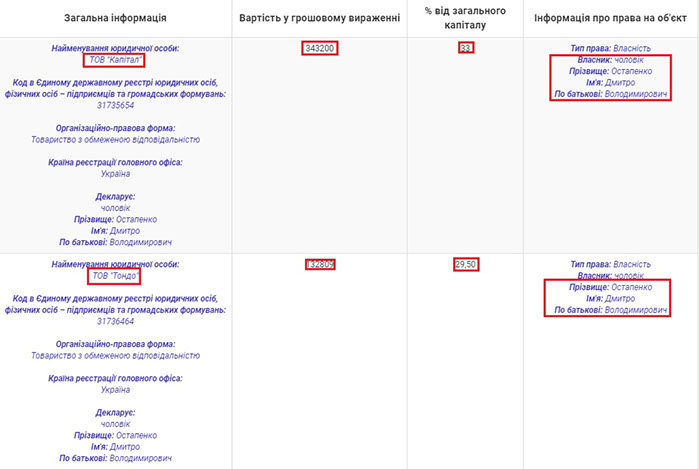 Загальна інформація
Вартість у грошовому вираженні
% від загального
капіталу
Інформація про права на об'єкт
Найменування юридичної особи:
ТОВ "Капітал"
Код в Єдиному державному реєстрі юридичних осіб,
фізичних осіб – підприємців та громадських формувань:
31735654
Організаційно-правова форма:
Товариство з обмеженою відповідальністю
Країна реєстрації головного офіса:
Україна
Декларує:
чоловік
Прізвище: Остапенко
Ім'я: Дмитро
По батькові: Володимирович
343200
33
Тип права: Власність
Власник: чоловік
Прізвище: Остапенко
Ім'я: Дмитро
По батькові: Володимирович
Найменування юридичної особи:
ТОВ "Тондо"
Код в Єдиному державному реєстрі юридичних осіб,
фізичних осіб – підприємців та громадських формувань:
31736464
Організаційно-правова форма:
Товариство з обмеженою відповідальністю
Країна реєстрації головного офіса:
Україна
Декларує:
чоловік
Прізвище: Остапенко
Ім'я: Дмитро
По батькові: Володимирович
132809
29,50
Тип права: Власність
Власник: чоловік
Прізвище: Остапенко
Ім'я: Дмитро
По батькові: Володимирович